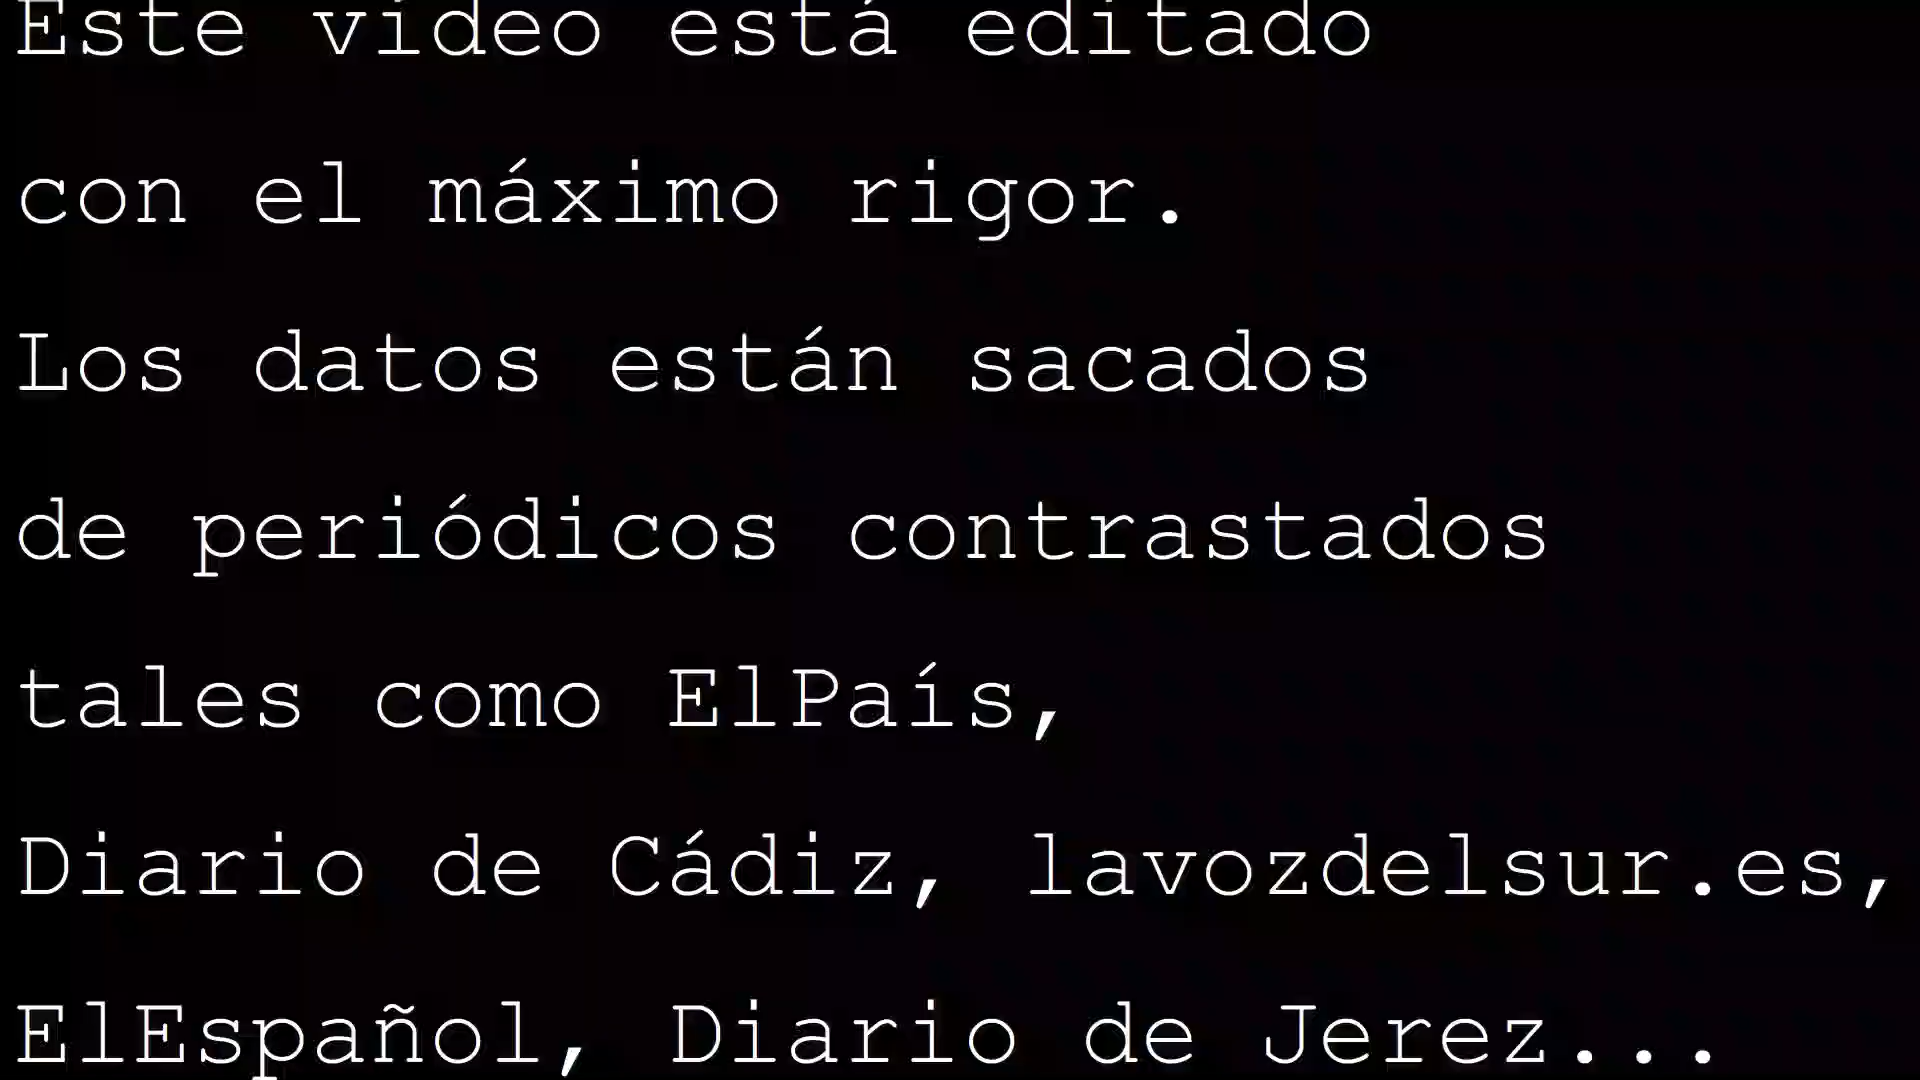 Este vídeo está editado
con el máximo rigor.
Los datos están sacados
de periódicos contrastados
tales como ElPaís,
Diario de Cádiz, lavozdelsur.es,
ElEspañol, Diario de Jerez...